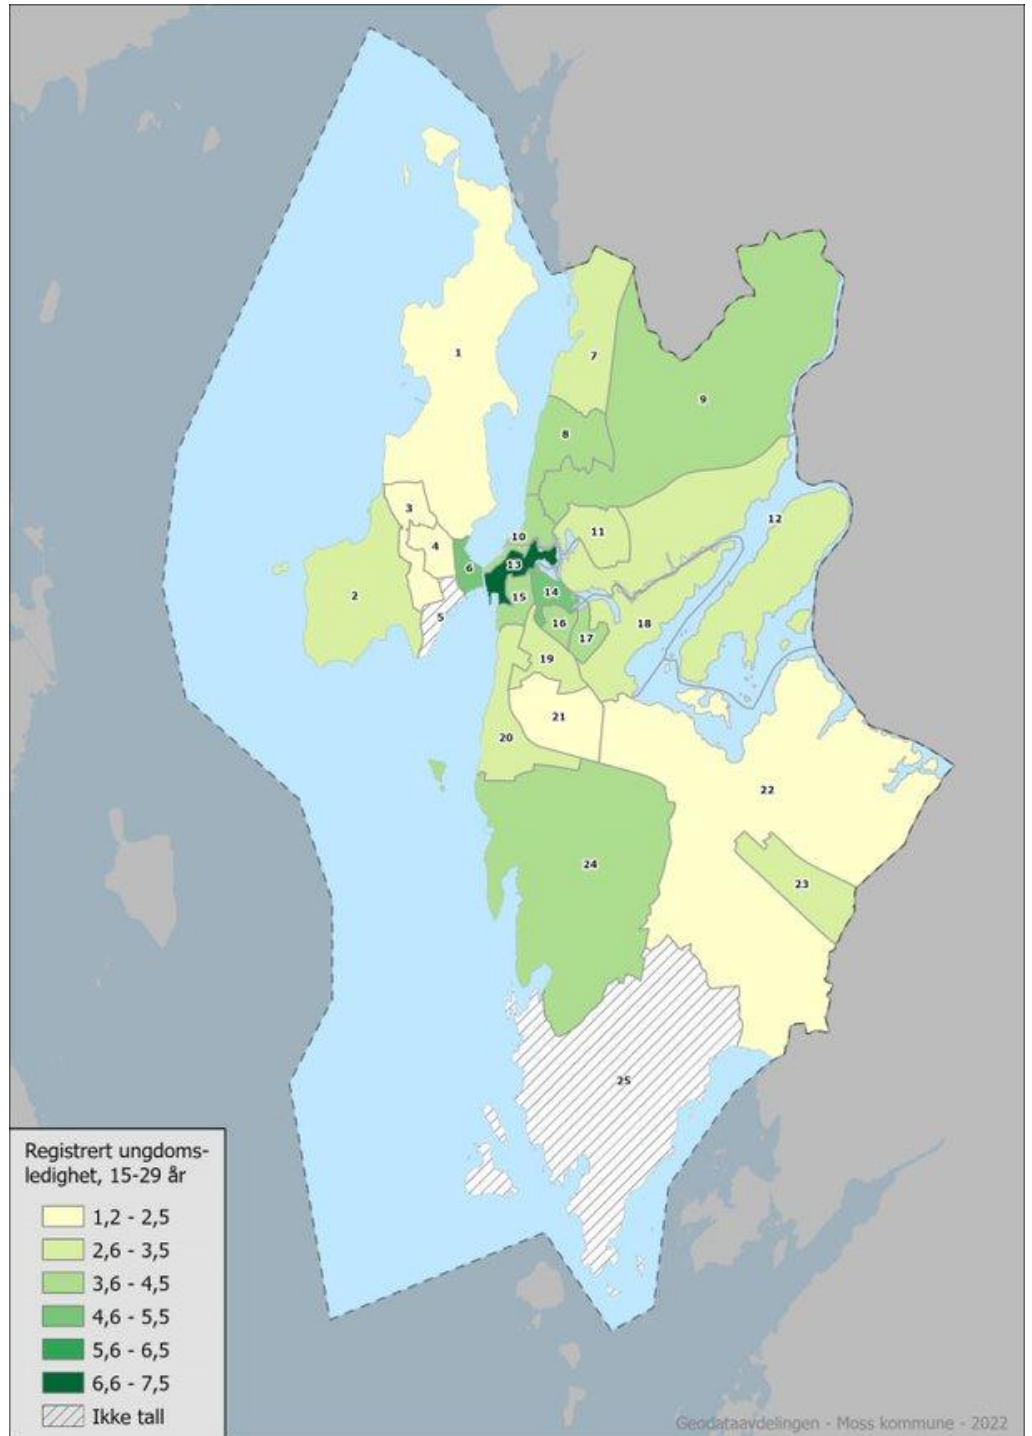 1
7
9
8
3
12
11
10
4
13
6
14
2
15
5
16
18
17
19
21
20
22
24
23
25
Registrert ungdoms-
ledighet, 15-29 år
1,2 - 2,5
2,6 - 3,5
3,6 - 4,5
4,6 - 5,5
5,6 - 6,5
6,6 - 7,5
Ikke tall
Geodataavdelingen - Moss kommune - 2022